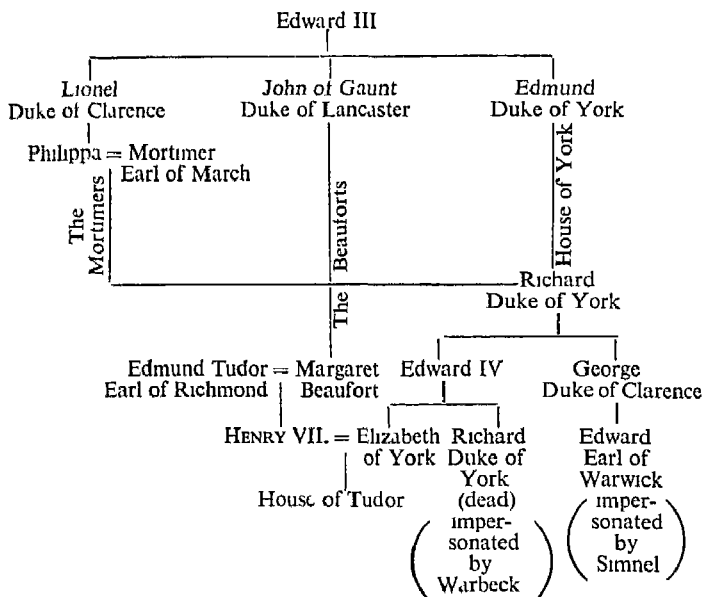 Edward III
Lionel
Duke of Clarence
John of Gaunt
Duke of Lancaster
Edmund
Duke of York
Philippa = Mortimer
Earl of March
The
Mortimers
The Beauforts
House of York
Richard
Duke of York
Edmund Tudor = Margaret
Earl of Richmond Beaufort
Edward IV
George
Duke of Clarence
HENRY VII. = Elizabeth
of York
Richard
Duke of
York
(dead)
(imper-
sonated
by
Warbeck)
Edward
Earl of
Warwick
(imper-
sonated
by
Simnel)
House of Tudor